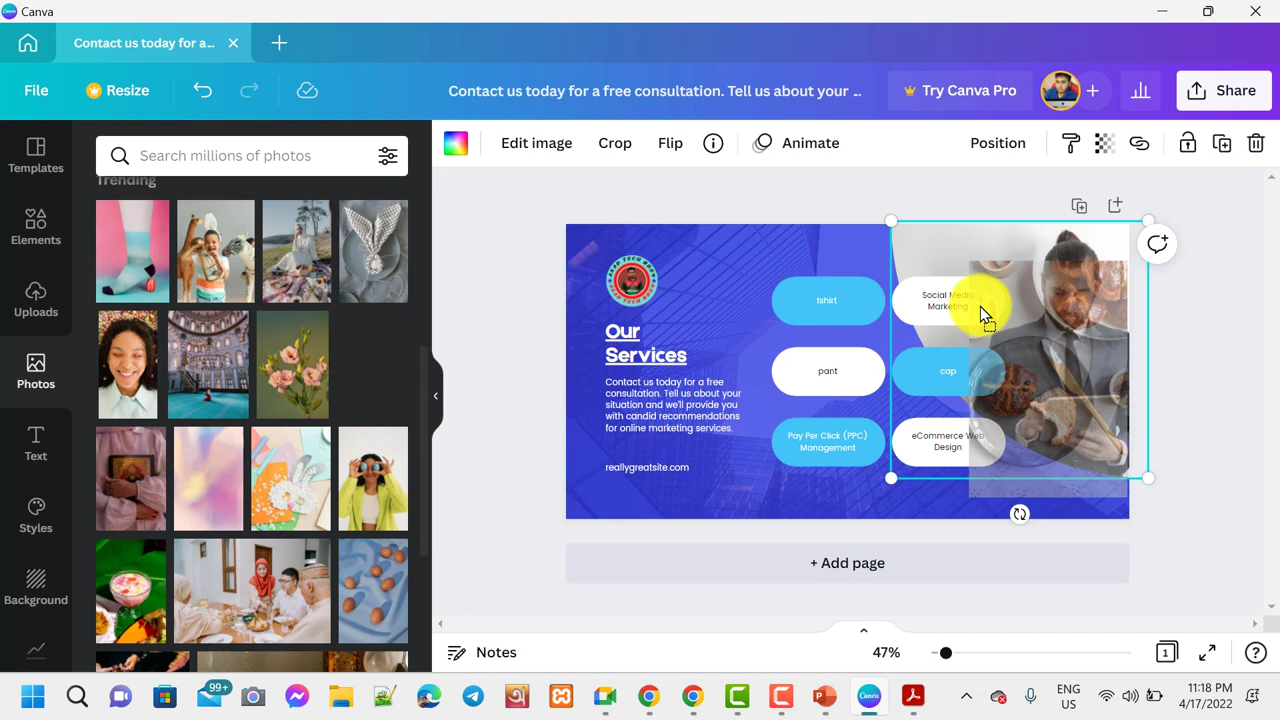 Canva
Contact us today for a...
File
Resize
Contact us today for a free consultation. Tell us about your ...
Try Canva Pro
Share
Templates
Elements
Uploads
Photos
Text
Styles
Background
Search millions of photos
Trending
Edit image
Crop
Flip
Animate
Position
Our
Services
Contact us today for a free
consultation. Tell us about your
situation and we'll provide you
with candid recommendations
for online marketing services.
reallygreatsite.com
tshirt
Social Media
Marketing
pant
cap
Pay Per Click (PPC)
Management
eCommerce Web
Design
+ Add page
Notes
47%
1
99+
ENG
US
11:18 PM
4/17/2022